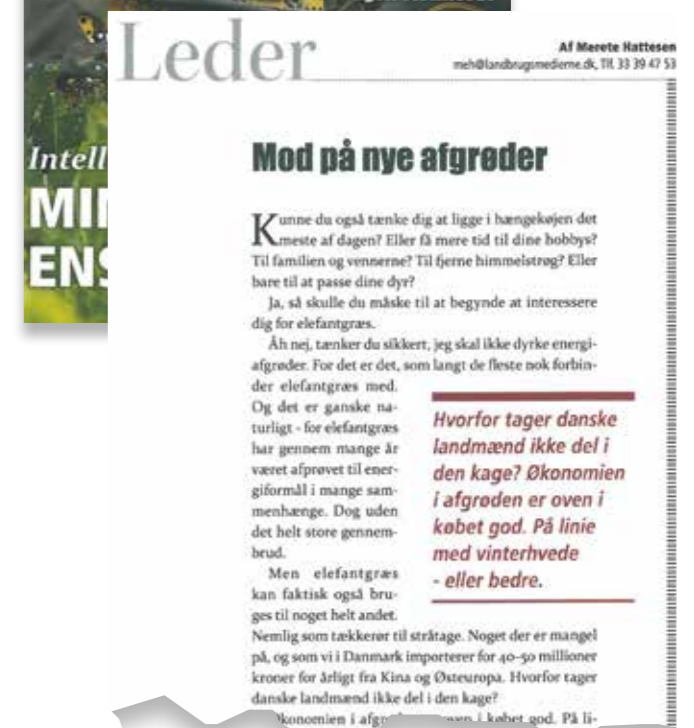 Leder
Af Merete Hattesen
meh@landbrugsmedierne.dk, Tlf. 33 39 47 53
Intell
ENS
Mod på nye afgrøder
Kunne du også tænke dig at ligge i hængekøjen det
meste af dagen? Eller få mere tid til dine hobbys?
Til familien og vennerne? Til fjerne himmelstrøg? Eller
bare til at passe dine dyr?
Ja, så skulle du måske til at begynde at interessere
dig for elefantgræs.
Åh nej, tænker du sikkert, jeg skal ikke dyrke energi-
afgrøder. For det er det, som langt de fleste nok forbin-
der elefantgræs med.
Og det er ganske na-
turligt - for elefantgræs
har gennem mange år
været afprøvet til ener-
giformål i mange sam-
menhænge. Dog uden
det helt store gennem-
brud.
Men elefantgræs
kan faktisk også bru-
ges til noget helt andet.
Nemlig som tækkerør til stråtage. Noget der er mangel
på, og som vi i Danmark importerer for 40-50 millioner
kroner for årligt fra Kina og Østeuropa. Hvorfor tager
danske landmænd ikke del i den kage?
i købet god. På li-
Hvorfor tager danske
landmænd ikke del i
den kage? Økonomien
i afgrøden er oven i
købet god. På linie
med vinterhvede
- eller bedre.